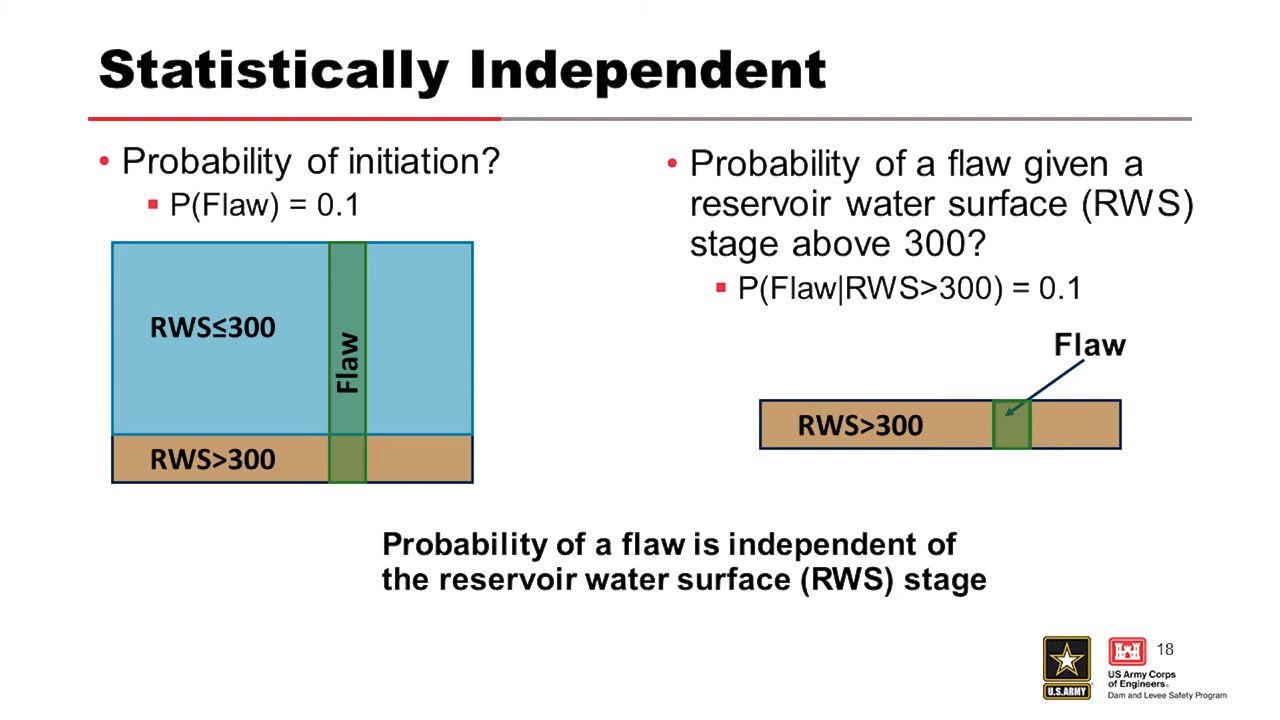 Statistically Independent
• Probability of initiation?
▪ P(Flaw) = 0.1
RWS≤300
Flaw
RWS>300
• Probability of a flaw given a
reservoir water surface (RWS)
stage above 300?
▪ P(Flaw|RWS>300) = 0.1
Flaw
RWS>300
Probability of a flaw is independent of
the reservoir water surface (RWS) stage
U.S.ARMY
US Army Corps
of Engineers®
Dam and Levee Safety Program
18